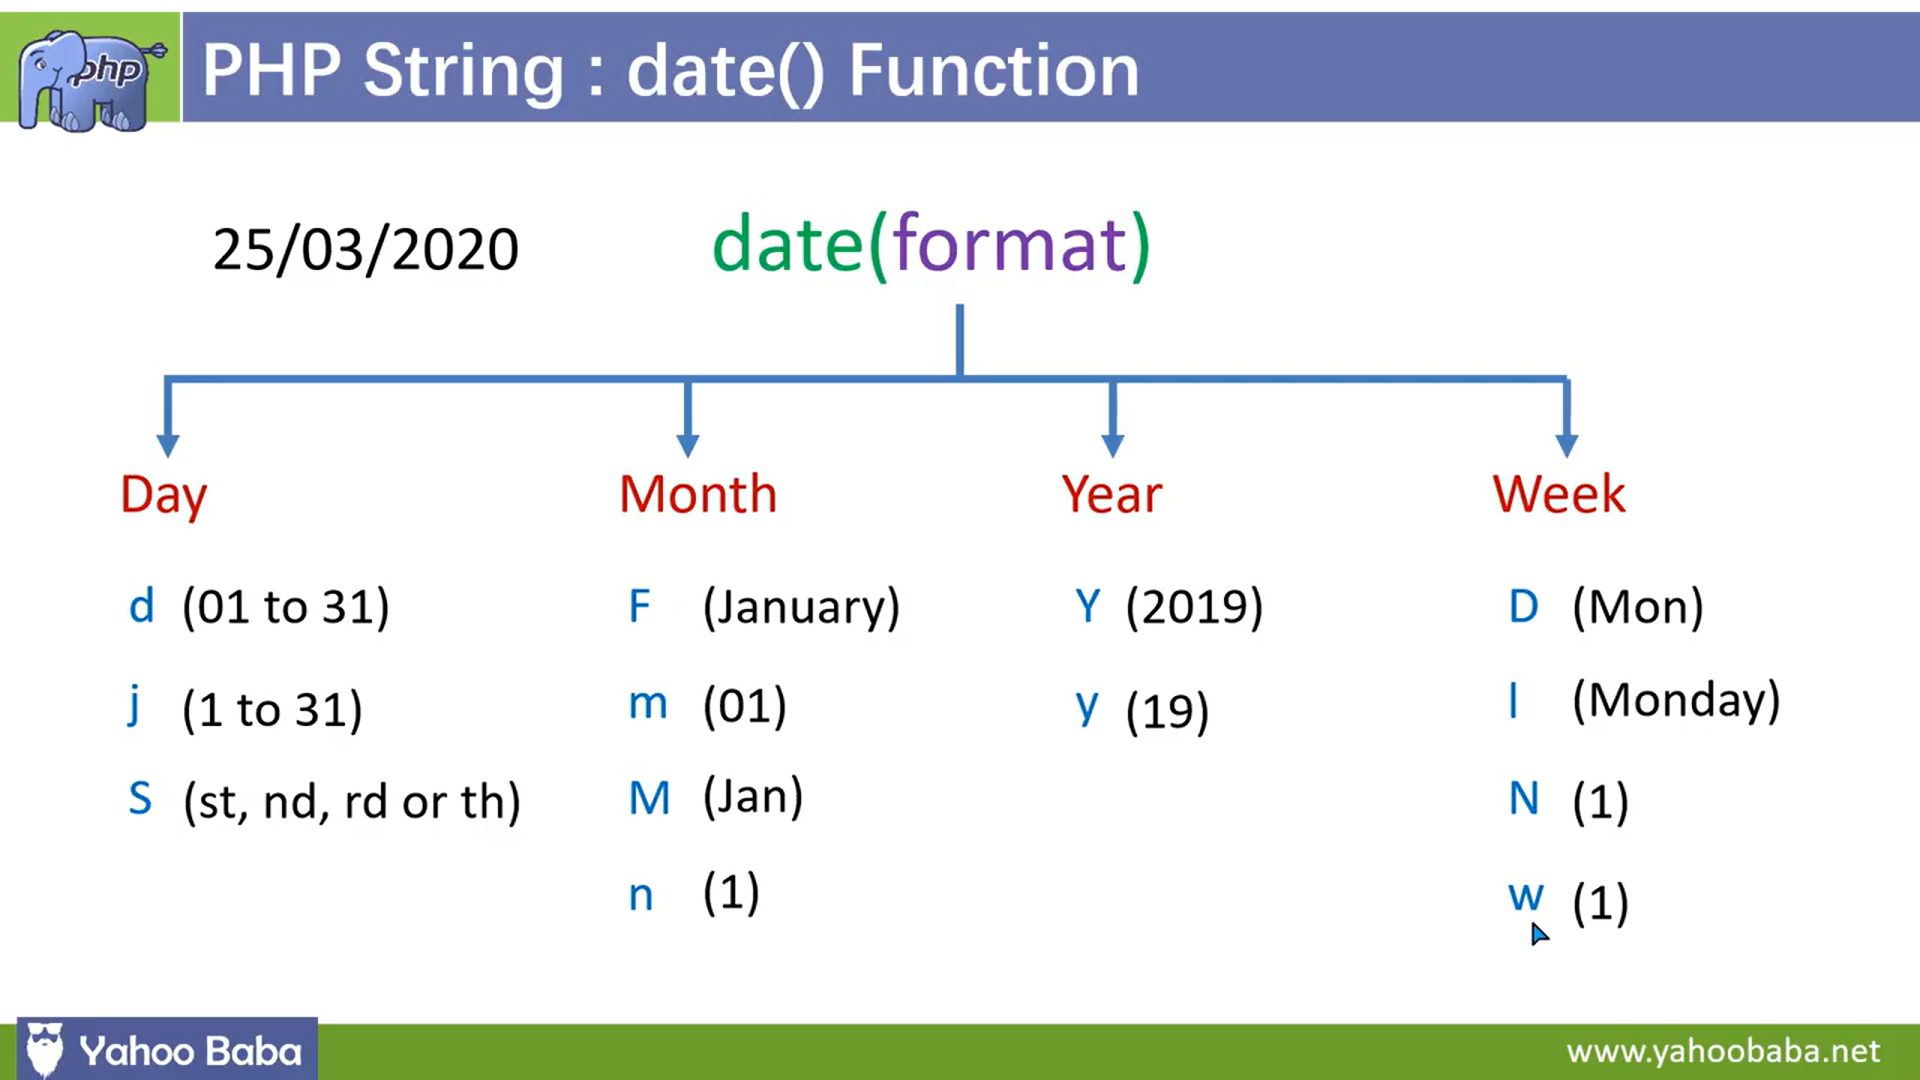 php
PHP String : date() Function
25/03/2020
date(format)
Day
Month
Year
Week
d (01 to 31)
j (1 to 31)
S (st, nd, rd or th)
F (January)
m (01)
M (Jan)
n (1)
Y (2019)
y (19)
D (Mon)
l (Monday)
N (1)
w (1)
Yahoo Baba
www.yahoobaba.net